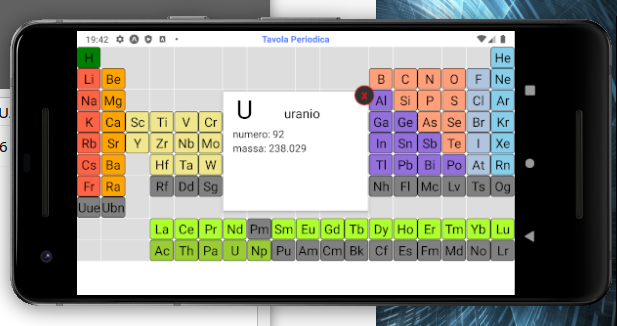 U
6
19:42
Tavola Periodica
H He
Li Be B C N O F Ne
Na Mg Al Si P S Cl Ar
K Ca Sc Ti V Cr Ga Ge As Se Br Kr
Rb Sr Y Zr Nb Mo In Sn Sb Te I Xe
Cs Ba Hf Ta W Tl Pb Bi Po At Rn
Fr Ra Rf Dd Sg Nh Fl Mc Lv Ts Og
Uue Ubn
La Ce Pr Nd Pm Sm Eu Gd Tb Dy Ho Er Tm Yb Lu
Ac Th Pa U Np Pu Am Cm Bk Cf Es Fm Md No Lr
X
U uranio
numero: 92
massa: 238.029